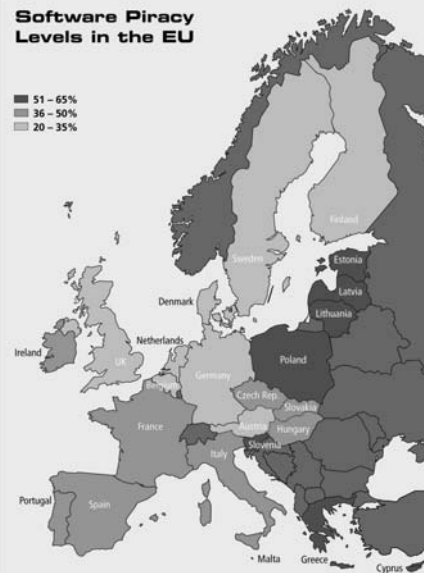 Software Piracy
Levels in the EU
51 – 65%
36 – 50%
20 – 35%
Finland
Sweden
Estonia
Latvia
Lithuania
Denmark
Ireland
UK
Netherlands
Belgium
Germany
Poland
Czech Rep.
Slovakia
Austria
Hungary
Slovenia
France
Italy
Portugal
Spain
Malta
Greece
Cyprus